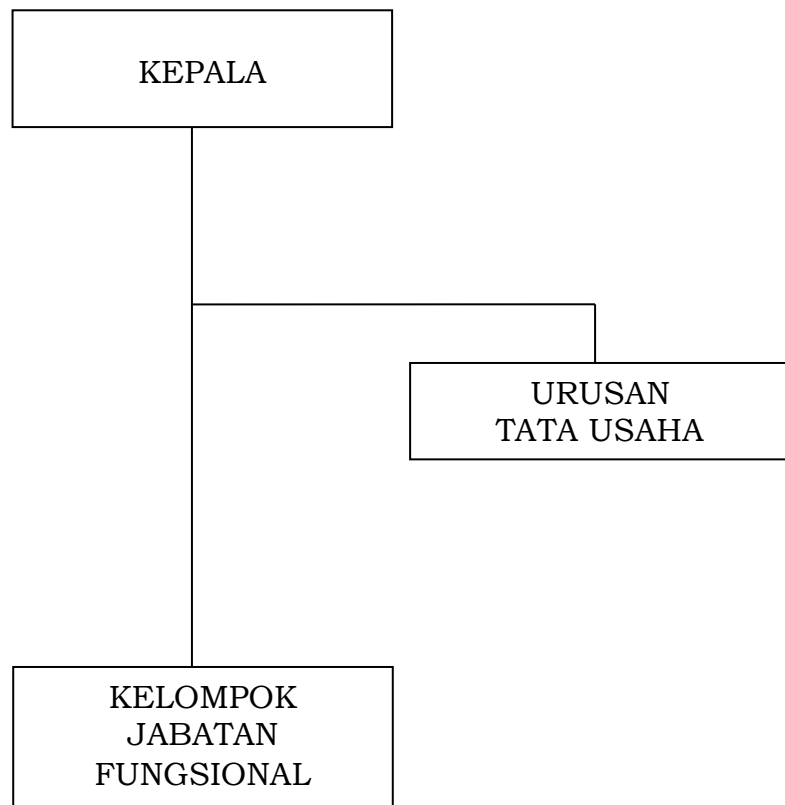 KEPALA
URUSAN
TATA USAHA
KELOMPOK
JABATAN
FUNGSIONAL